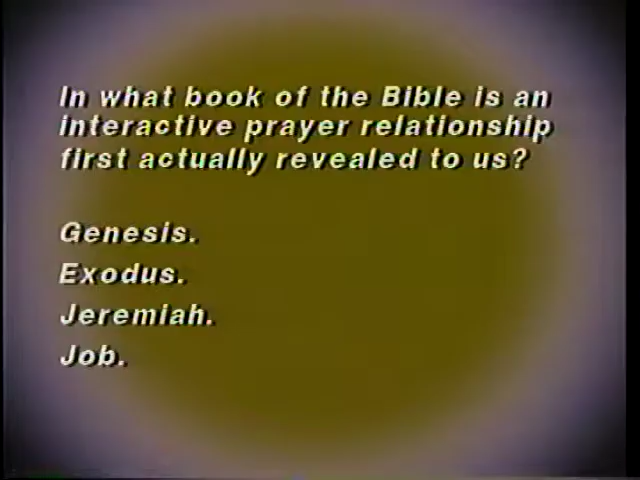 In what book of the Bible is an
interactive prayer relationship
first actually revealed to us?
Genesis.
Exodus.
Jeremiah.
Job.